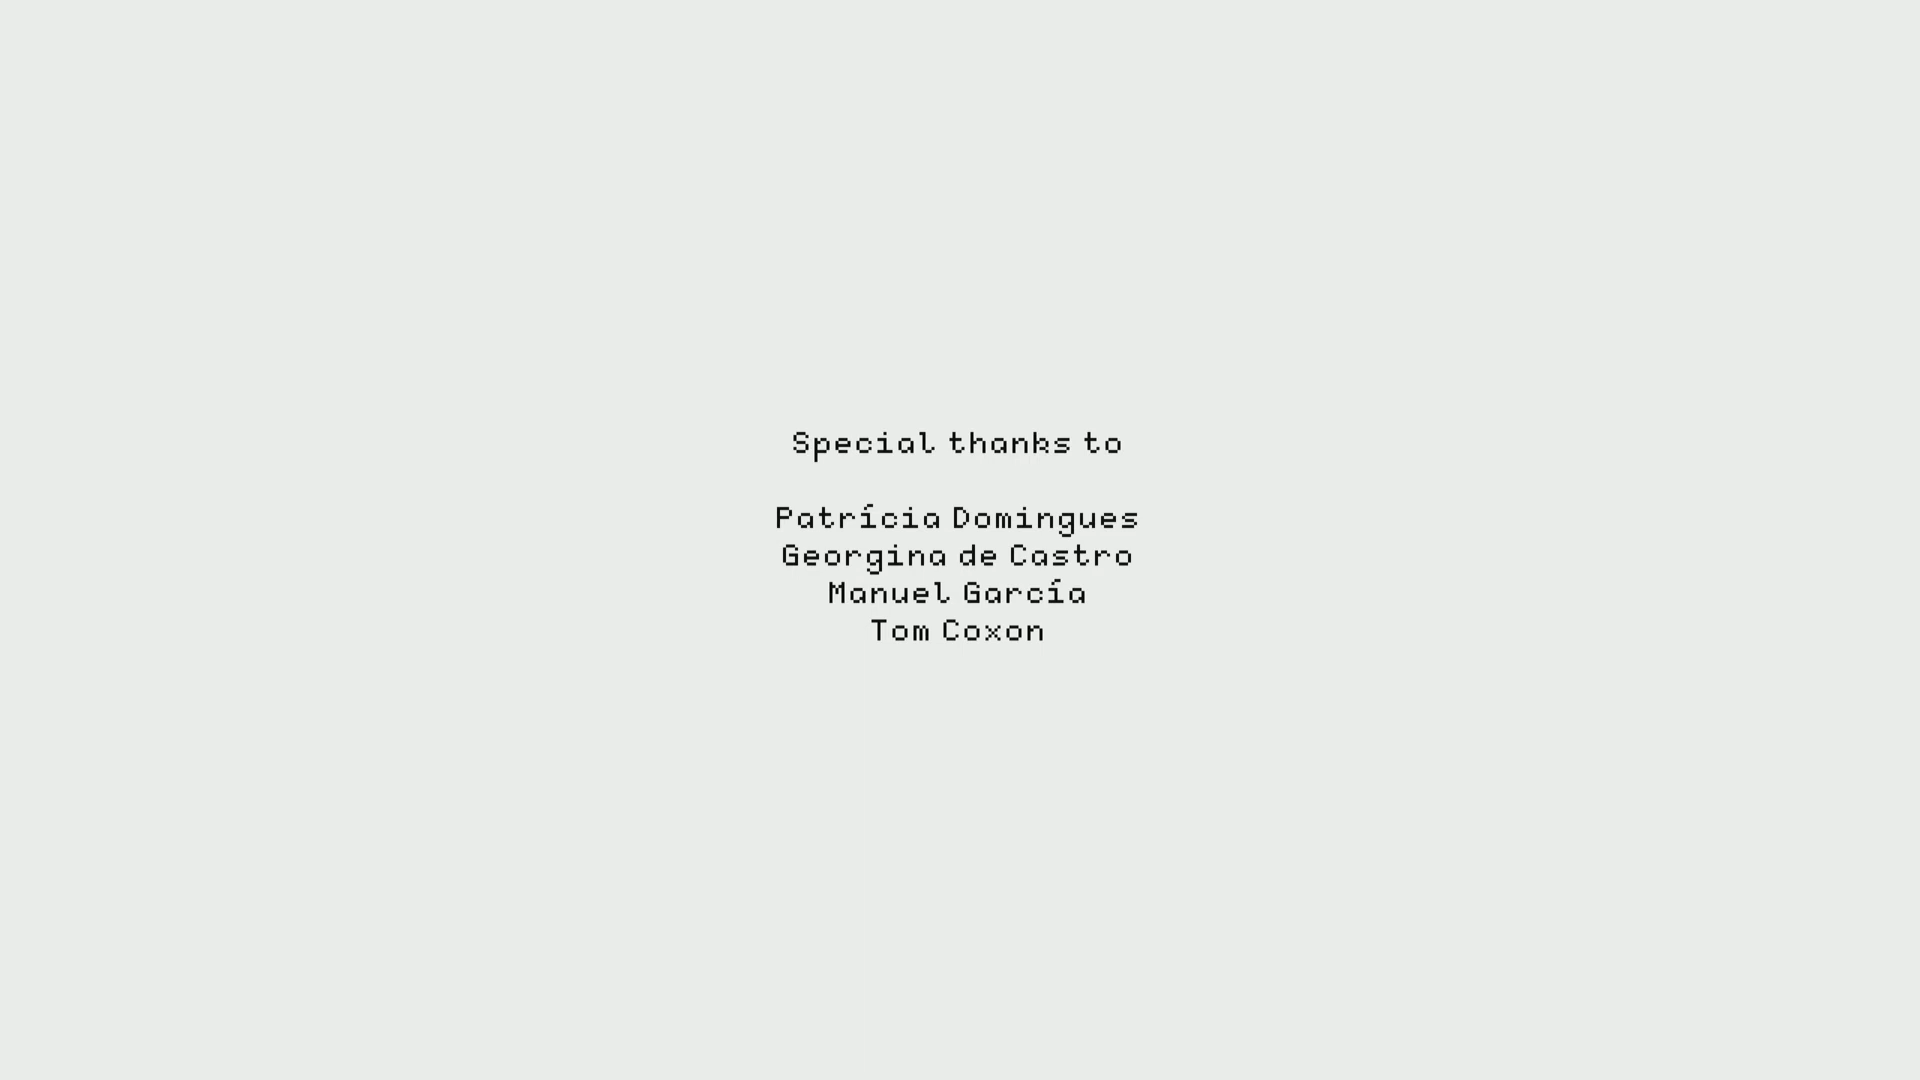 Special thanks to
Patrícia Domingues
Georgina de Castro
Manuel García
Tom Coxon